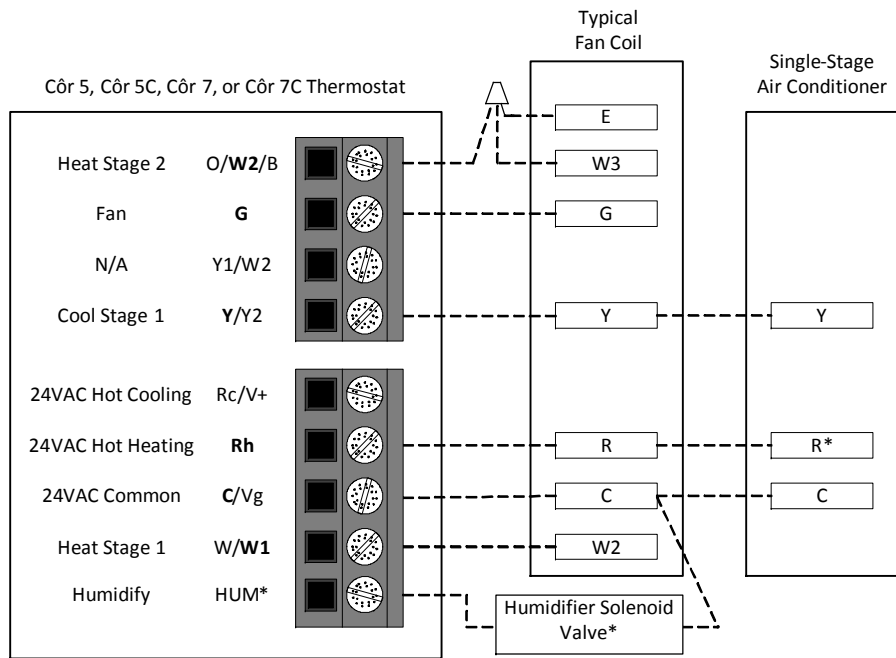 Typical
Fan Coil
Single-Stage
Air Conditioner
Côr 5, Côr 5C, Côr 7, or Côr 7C Thermostat
E
Heat Stage 2 O/W2/B W3
Fan G G
N/A Y1/W2
Cool Stage 1 Y/Y2 Y Y
24VAC Hot Cooling Rc/V+
24VAC Hot Heating Rh R R*
24VAC Common C/Vg C C
Heat Stage 1 W/W1 W2
Humidify HUM*
Humidifier Solenoid
Valve*